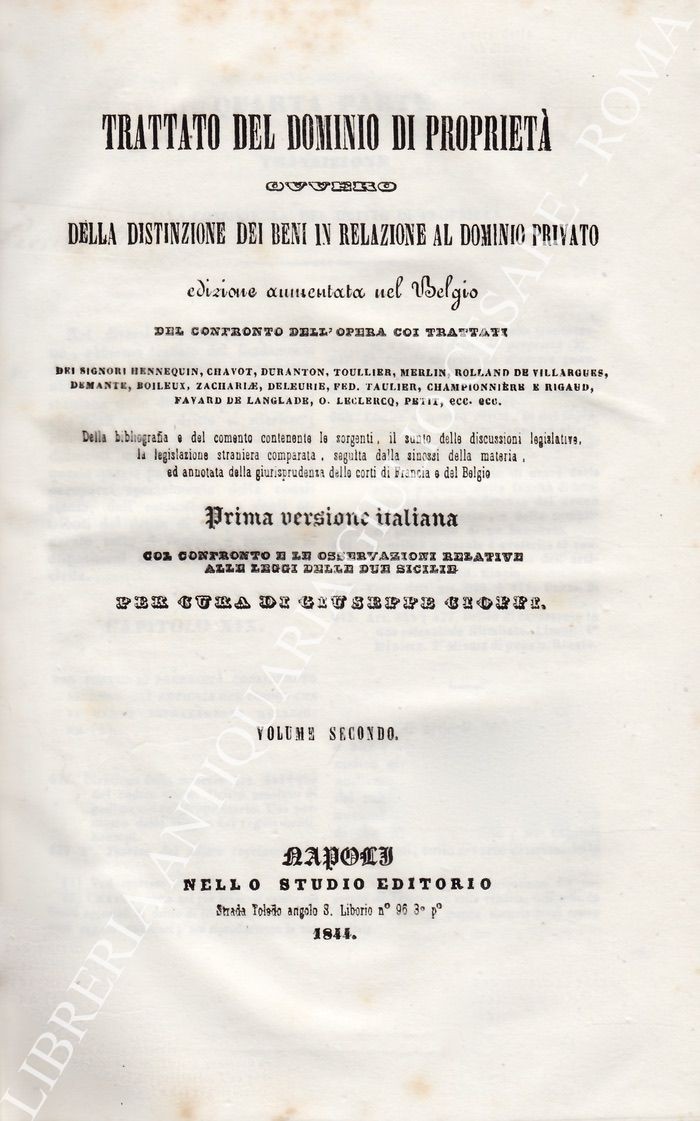 TRATTATO DEL DOMINIO DI PROPRIETÀ
OVVERO
DELLA DISTINZIONE DEI BENI IN RELAZIONE AL DOMINIO PRIVATO
edizione aumentata nel Belgio
DEL CONFRONTO DELL'OPERA COI TRATTATI
DEI SIGNORI HENNEQUIN, CHAVOT, DURANTON, TOULLIER, MERLIN, ROLLAND DE VILLARGUES,
DEMANTE, BOILEUX, ZACHARIÆ, DELEURIE, FED. TAULIER, CHAMPIONNIÈRE E RIGAUD,
FAVARD DE LANGLADE, O. LECLERCQ, PETIT, ECC. ECC.
Della bibliografia e del comento contenente le sorgenti, il sunto delle discussioni legislative,
la legislazione straniera comparata, seguita dalla sinossi della materia,
ed annotata della giurisprudenza delle corti di Francia e del Belgio
Prima versione italiana
COL CONFRONTO E LE OSSERVAZIONI RELATIVE
ALLE LEGGI DELLE DUE SICILIE
PER CURA DI GIUSEPPE CIOFFI.
VOLUME SECONDO.
NAPOLI
NELLO STUDIO EDITORIO
Strada Toledo angolo S. Liborio nº 96 3º pº
1844.
LIBRERIA ANTIQUARIA GIULIO CESARE - ROMA